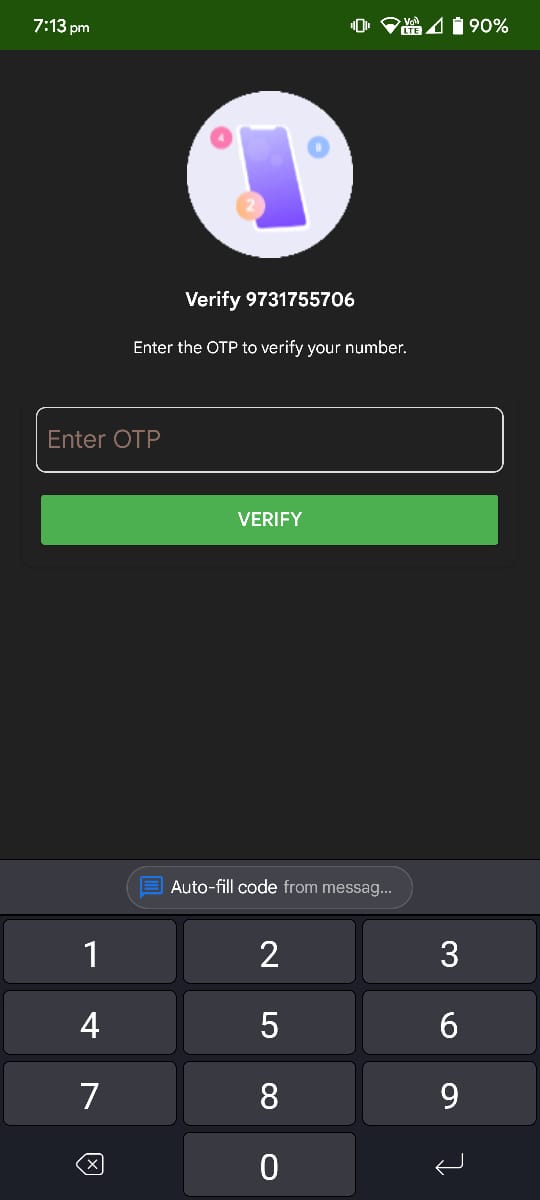 7:13 pm Vo) LTE 90%
4
8
2
Verify 9731755706
Enter the OTP to verify your number.
Enter OTP
VERIFY
Auto-fill code from messag...
1 2 3
4 5 6
7 8 9
0